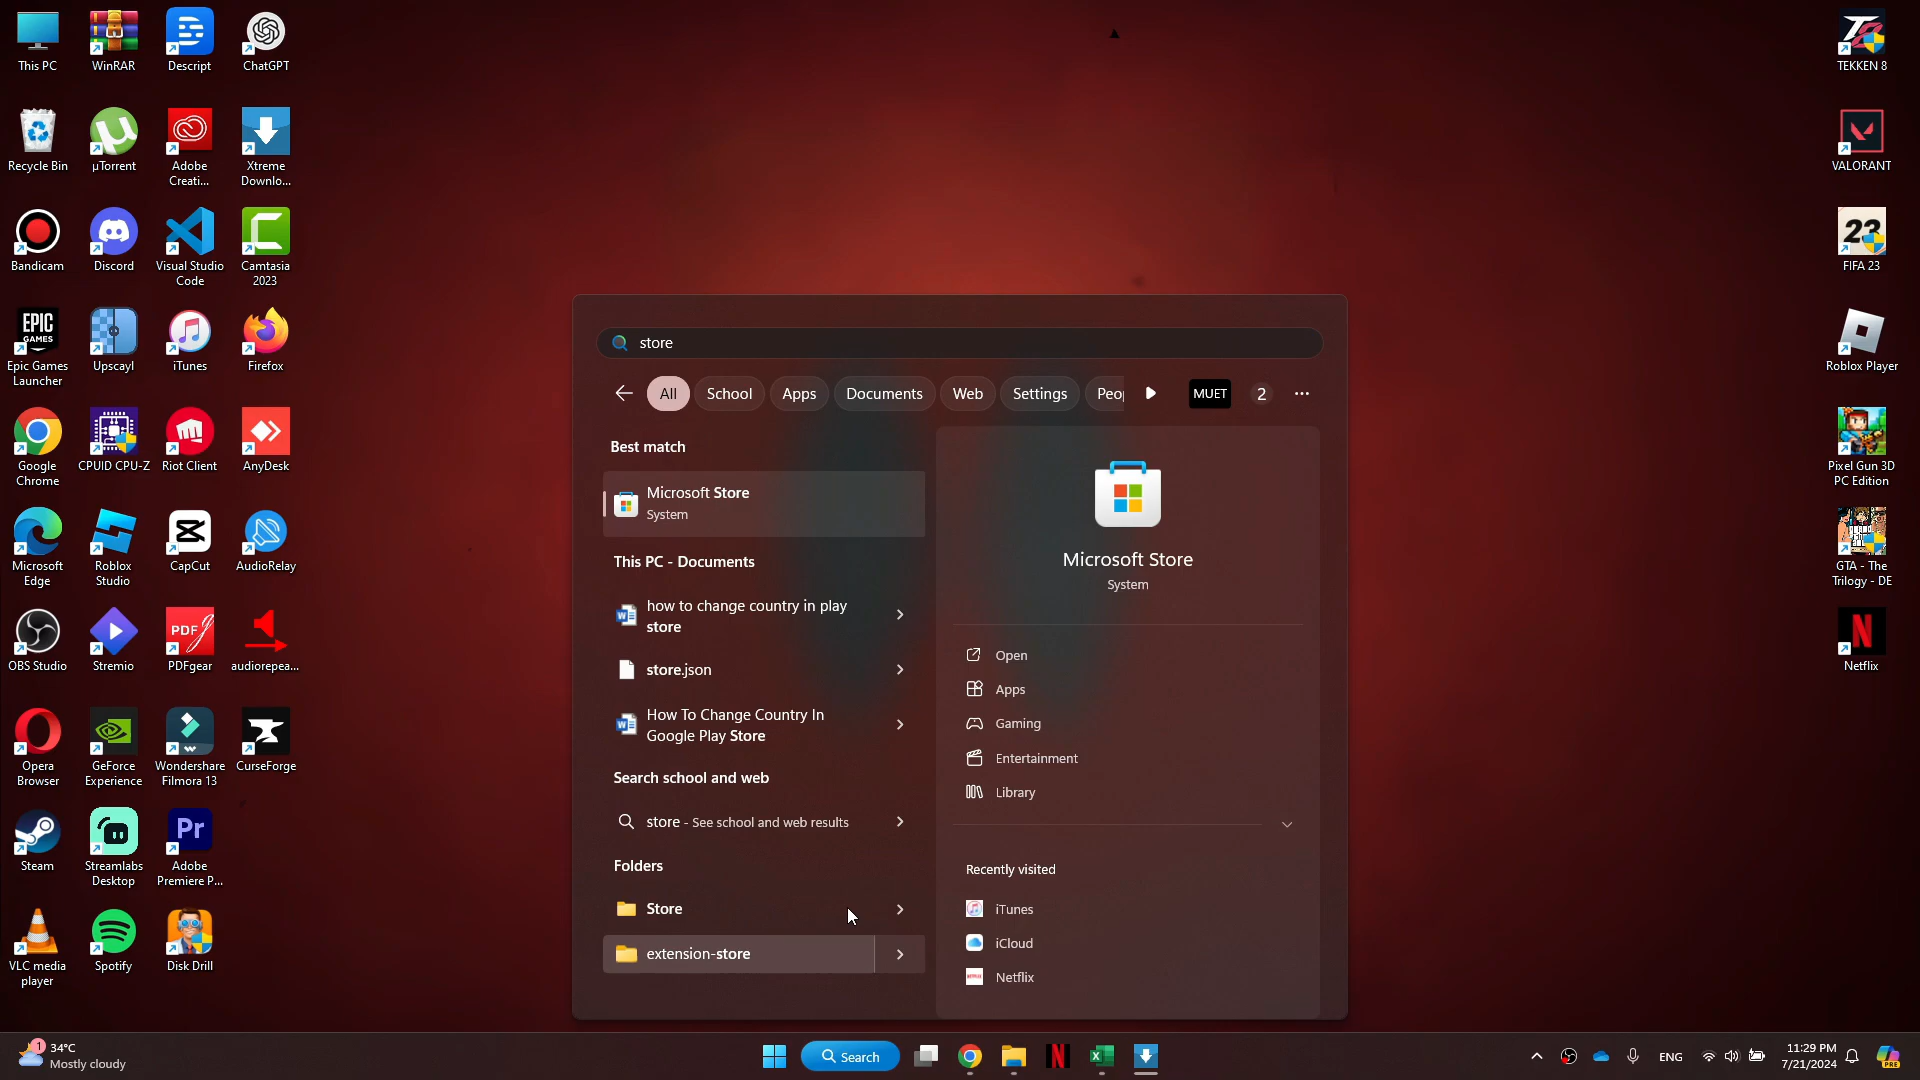 This PC
WinRAR
Descript
ChatGPT
Recycle Bin
µTorrent
Adobe
Creati...
Xtreme
Downlo...
Bandicam
Discord
Visual Studio
Code
Camtasia
2023
EPIC
GAMES
Epic Games
Launcher
Upscayl
iTunes
Firefox
Google
Chrome
CPUID CPU-Z
Riot Client
AnyDesk
Microsoft
Edge
Roblox
Studio
CapCut
AudioRelay
OBS Studio
Stremio
PDF
PDFgear
audiorepea...
Opera
Browser
GeForce
Experience
Wondershare
Filmora 13
CurseForge
Steam
Streamlabs
Desktop
Pr
Adobe
Premiere P...
VLC media
player
Spotify
Disk Drill
store
All
School
Apps
Documents
Web
Settings
MUET
2
Best match
Microsoft Store
System
This PC - Documents
how to change country in play
store
store.json
How To Change Country In
Google Play Store
Search school and web
store - See school and web results
Folders
Store
extension-store
Microsoft Store
System
Open
Apps
Gaming
Entertainment
Library
Recently visited
iTunes
iCloud
Netflix
TEKKEN 8
VALORANT
23
FIFA 23
Roblox Player
Pixel Gun 3D
PC Edition
GTA - The
Trilogy - DE
N
Netflix
1
34°C
Mostly cloudy
Search
N
ENG
11:29 PM
7/21/2024
PRE